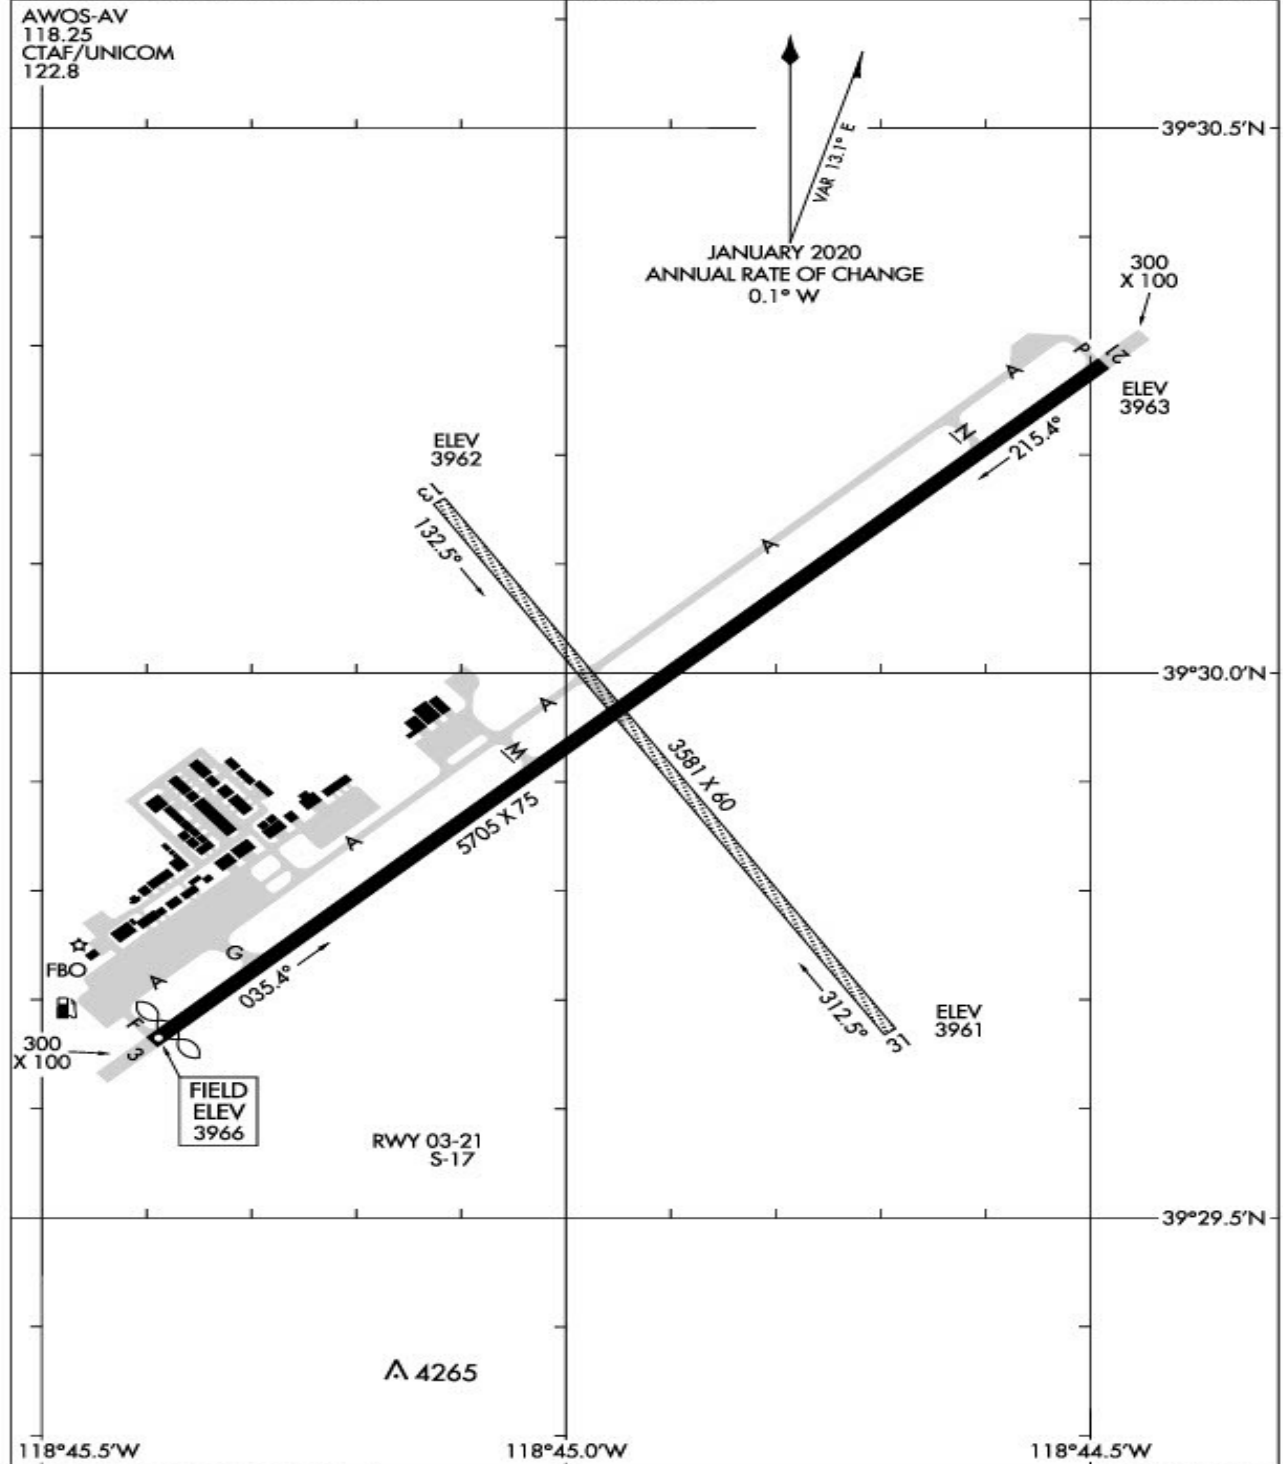 AWOS-AV
118.25
CTAF/UNICOM
122.8
VAR 13.1° E
39°30.5'N
JANUARY 2020
ANNUAL RATE OF CHANGE
0.1° W
300
X 100
P
21
A
ELEV
3963
N
215.4°
ELEV
3962
13
132.5°
A
39°30.0'N
A
M
3581 X 60
5705 X 75
A
G
035.4°
FBO
A
F
3
300
X 100
FIELD
ELEV
3966
312.5°
31
ELEV
3961
RWY 03-21
S-17
39°29.5'N
4265
118°45.5'W
118°45.0'W
118°44.5'W